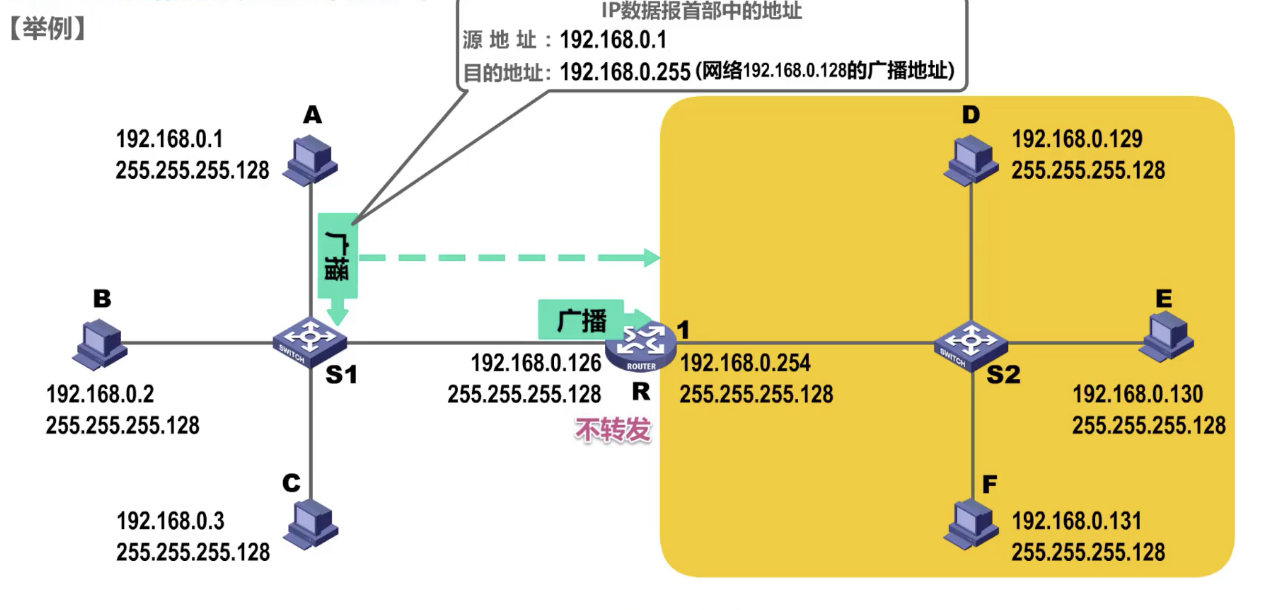 【举例】
IP数据报首部中的地址
源 地 址 : 192.168.0.1
目的地址: 192.168.0.255 (网络192.168.0.128的广播地址)
A
192.168.0.1
255.255.255.128
D
192.168.0.129
255.255.255.128
广播
B
192.168.0.2
255.255.255.128
SWITCH
S1
广播
192.168.0.126
255.255.255.128
ROUTER
R
不转发
1
192.168.0.254
255.255.255.128
SWITCH
S2
E
192.168.0.130
255.255.255.128
C
192.168.0.3
255.255.255.128
F
192.168.0.131
255.255.255.128